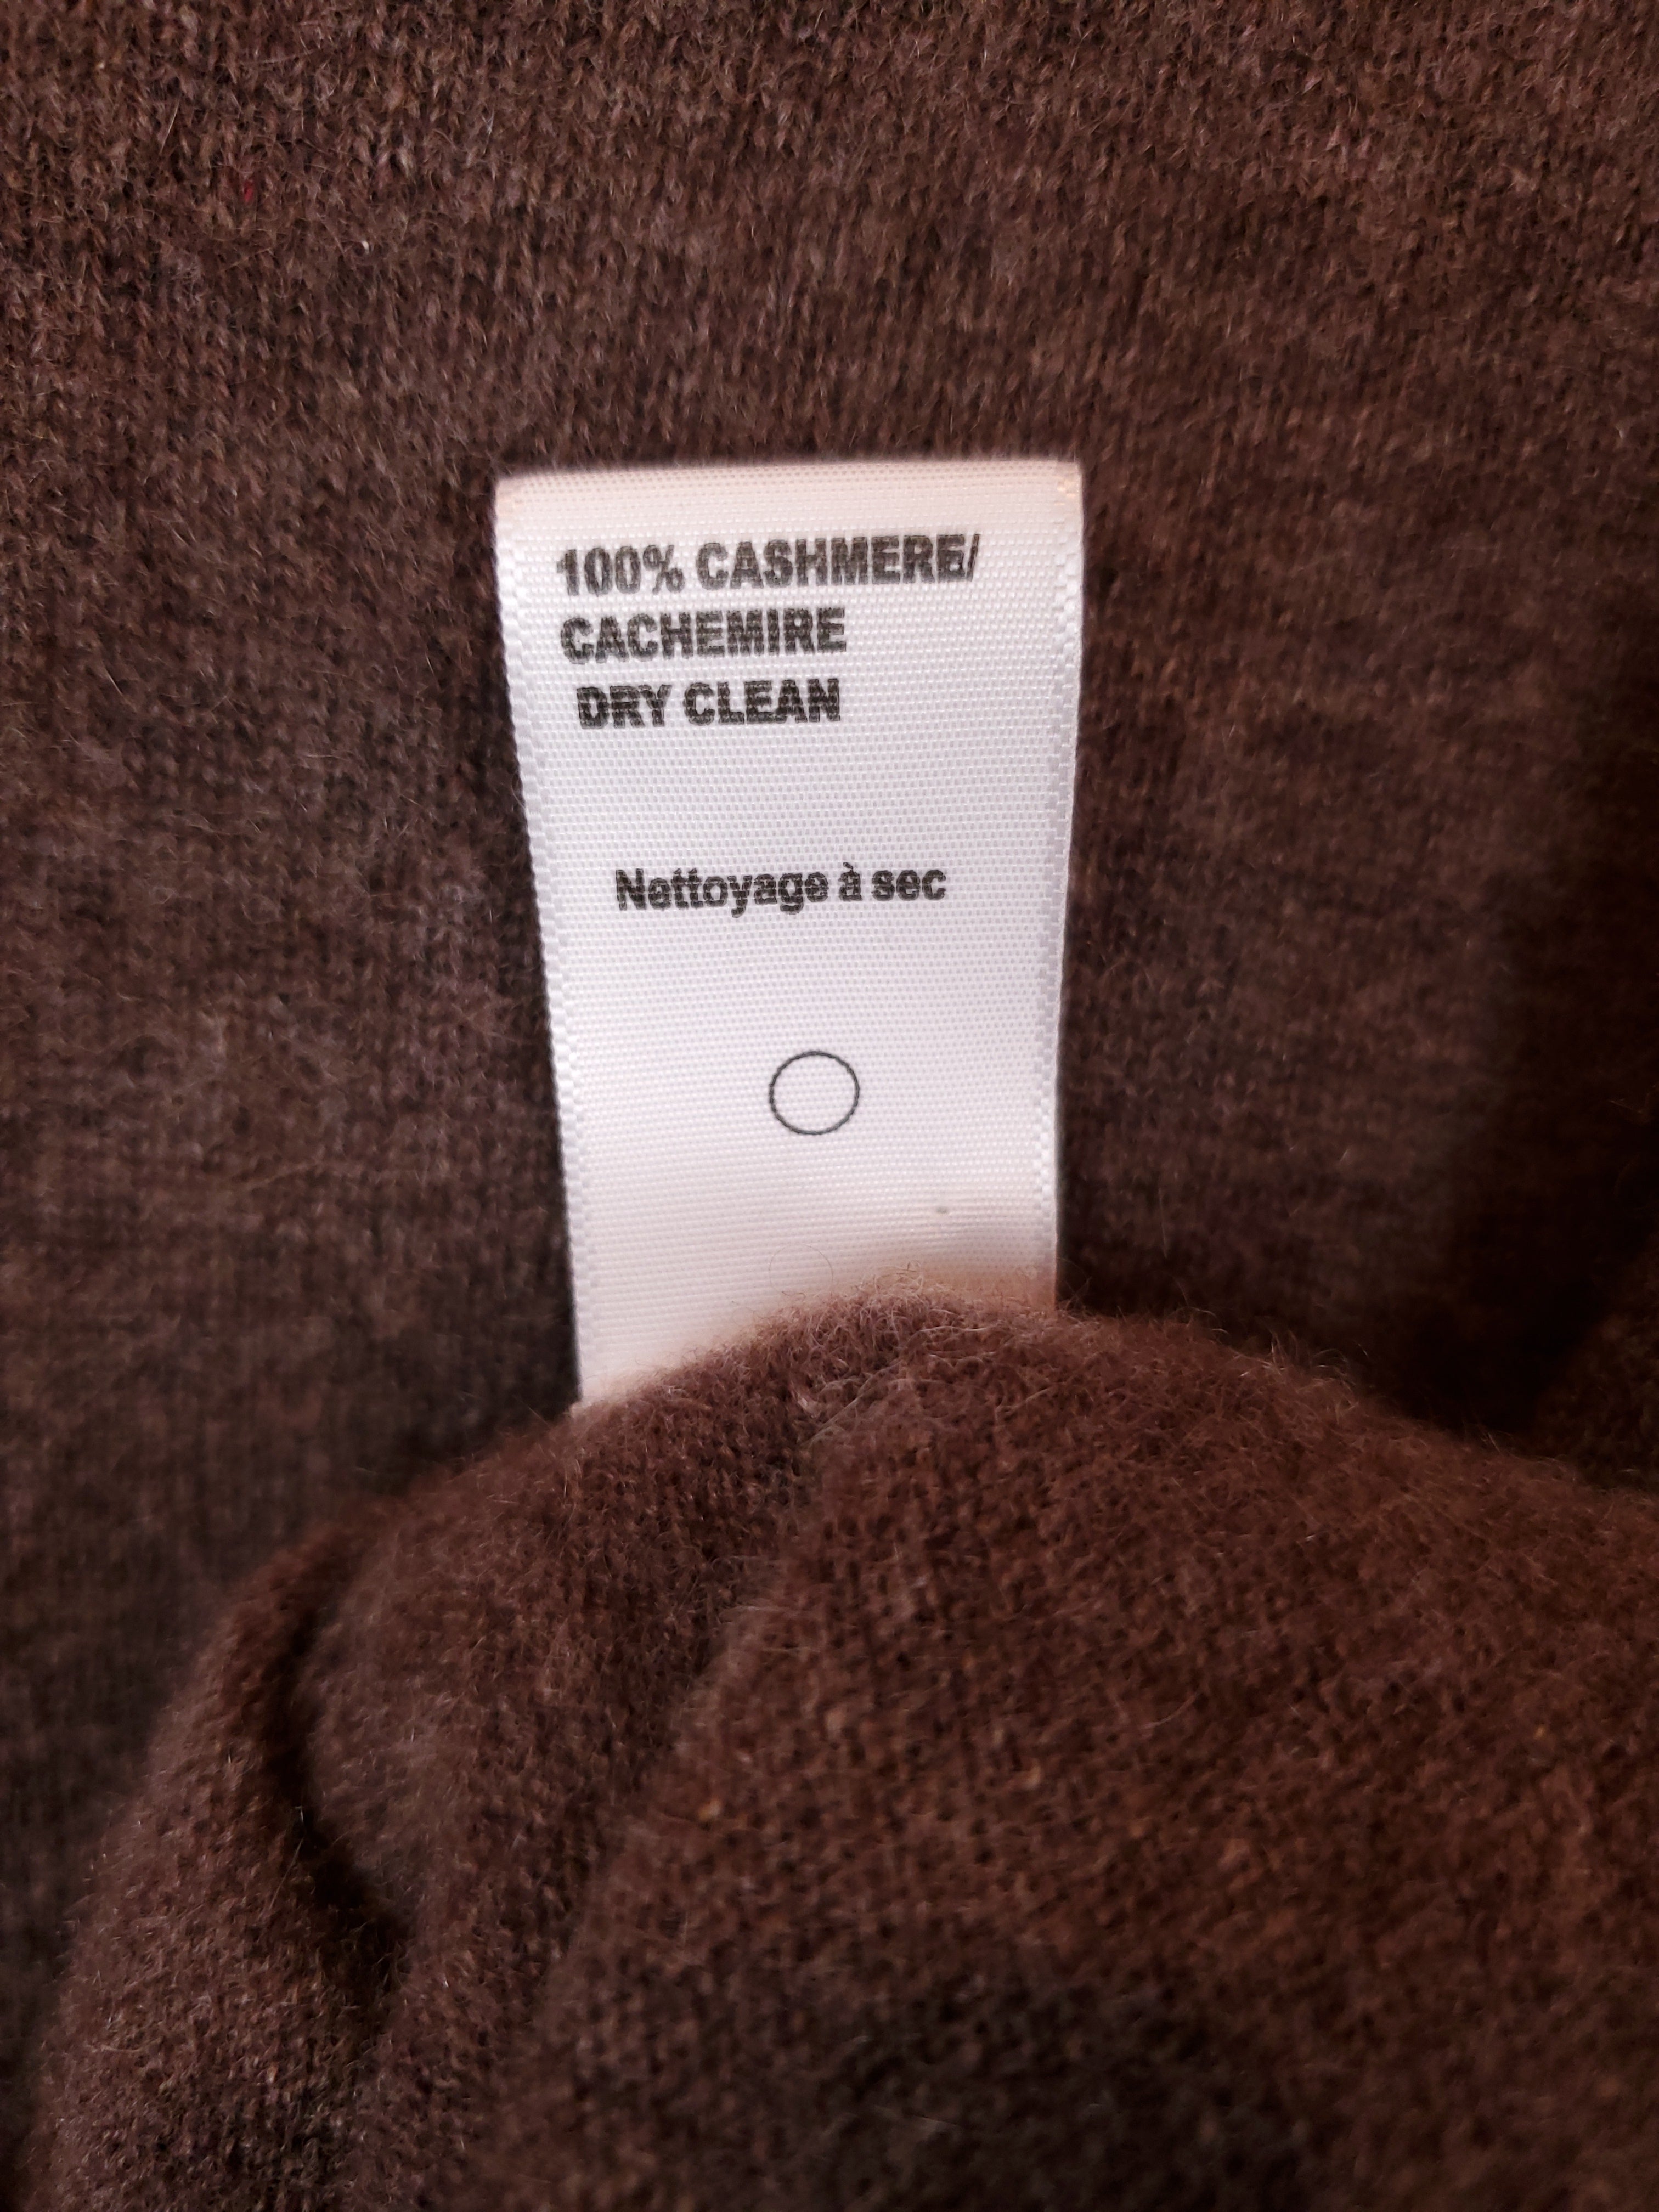 100% CASHMERE/
CACHEMIRE
DRY CLEAN
Nettoyage à sec